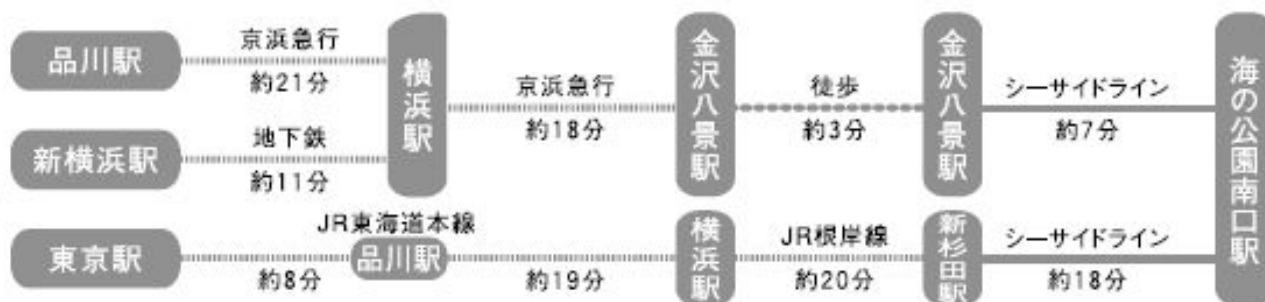 品川駅
京浜急行
約21分
新横浜駅
地下鉄
約11分
横浜駅
京浜急行
約18分
金沢八景駅
徒歩
約3分
金沢八景駅
シーサイドライン
約7分
海の公園南口駅
東京駅
JR東海道本線
約8分
品川駅
約19分
横浜駅
JR根岸線
約20分
新杉田駅
シーサイドライン
約18分